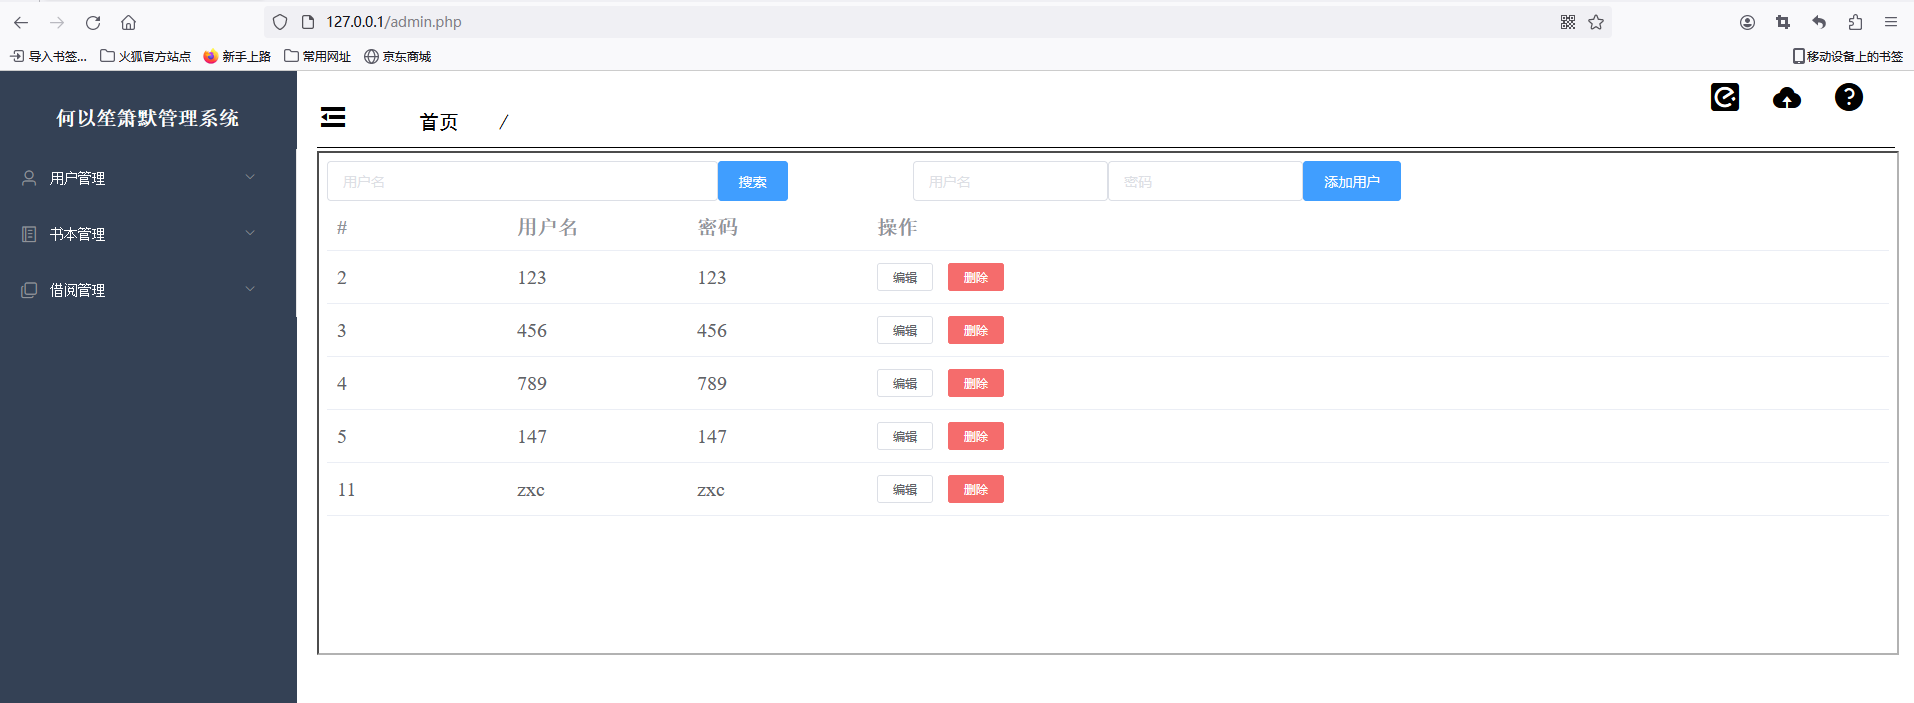 127.0.0.1/admin.php
导入书签... 火狐官方站点 新手上路 常用网址 京东商城 移动设备上的书签
何以笙箫默管理系统
首页 /
用户管理
书本管理
借阅管理
用户名 搜索 用户名 密码 添加用户
# 用户名 密码 操作
2 123 123 编辑 删除
3 456 456 编辑 删除
4 789 789 编辑 删除
5 147 147 编辑 删除
11 zxc zxc 编辑 删除